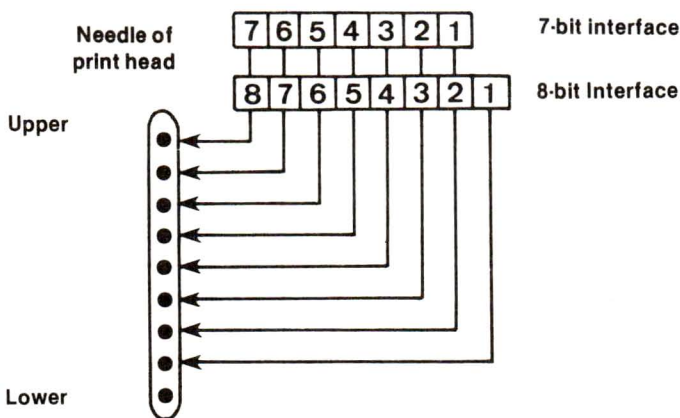 Needle of
print head
7 6 5 4 3 2 1
7-bit interface
8 7 6 5 4 3 2 1
8-bit Interface
Upper
Lower